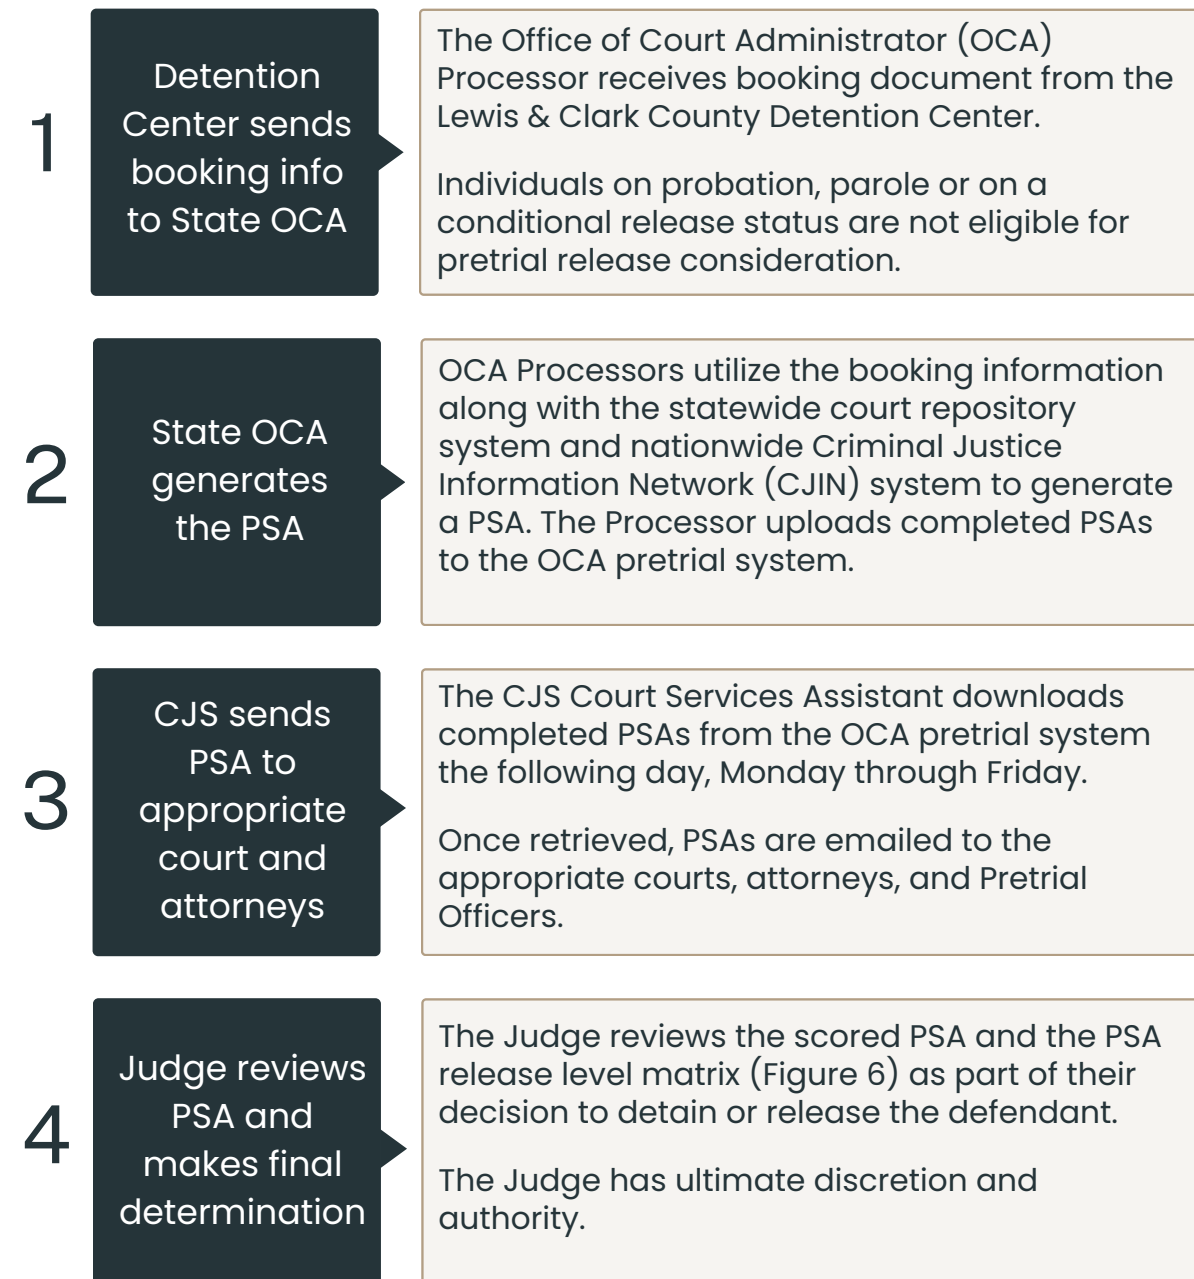 1
Detention
Center sends
booking info
to State OCA
The Office of Court Administrator (OCA)
Processor receives booking document from the
Lewis & Clark County Detention Center.
Individuals on probation, parole or on a
conditional release status are not eligible for
pretrial release consideration.
2
State OCA
generates
the PSA
OCA Processors utilize the booking information
along with the statewide court repository
system and nationwide Criminal Justice
Information Network (CJIN) system to generate
a PSA. The Processor uploads completed PSAs
to the OCA pretrial system.
3
CJS sends
PSA to
appropriate
court and
attorneys
The CJS Court Services Assistant downloads
completed PSAs from the OCA pretrial system
the following day, Monday through Friday.
Once retrieved, PSAs are emailed to the
appropriate courts, attorneys, and Pretrial
Officers.
4
Judge reviews
PSA and
makes final
determination
The Judge reviews the scored PSA and the PSA
release level matrix (Figure 6) as part of their
decision to detain or release the defendant.
The Judge has ultimate discretion and
authority.